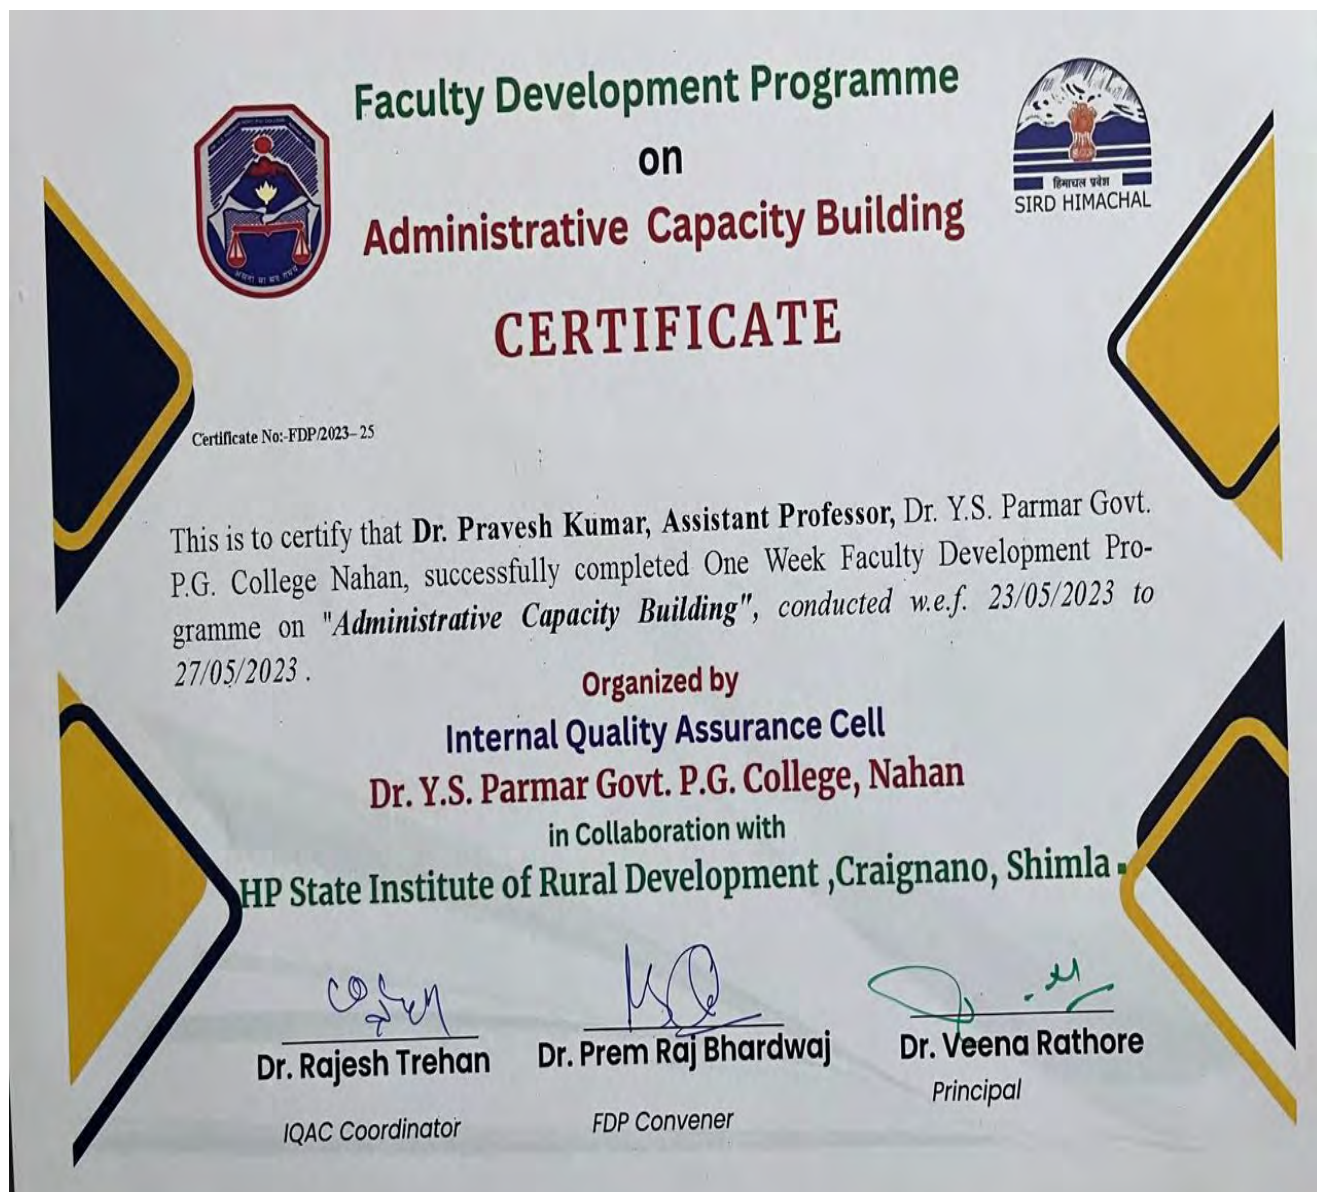 Faculty Development Programme
on
Administrative Capacity Building
हिमाचल प्रदेश
SIRD HIMACHAL
CERTIFICATE
Certificate No:-FDP/2023-25
This is to certify that Dr. Pravesh Kumar, Assistant Professor, Dr. Y.S. Parmar Govt.
P.G. College Nahan, successfully completed One Week Faculty Development Pro-
gramme on "Administrative Capacity Building", conducted w.e.f. 23/05/2023 to
27/05/2023 .
Organized by
Internal Quality Assurance Cell
Dr. Y.S. Parmar Govt. P.G. College, Nahan
in Collaboration with
HP State Institute of Rural Development ,Craignano, Shimla .
Dr. Rajesh Trehan
IQAC Coordinator
Dr. Prem Raj Bhardwaj
FDP Convener
Dr. Veena Rathore
Principal